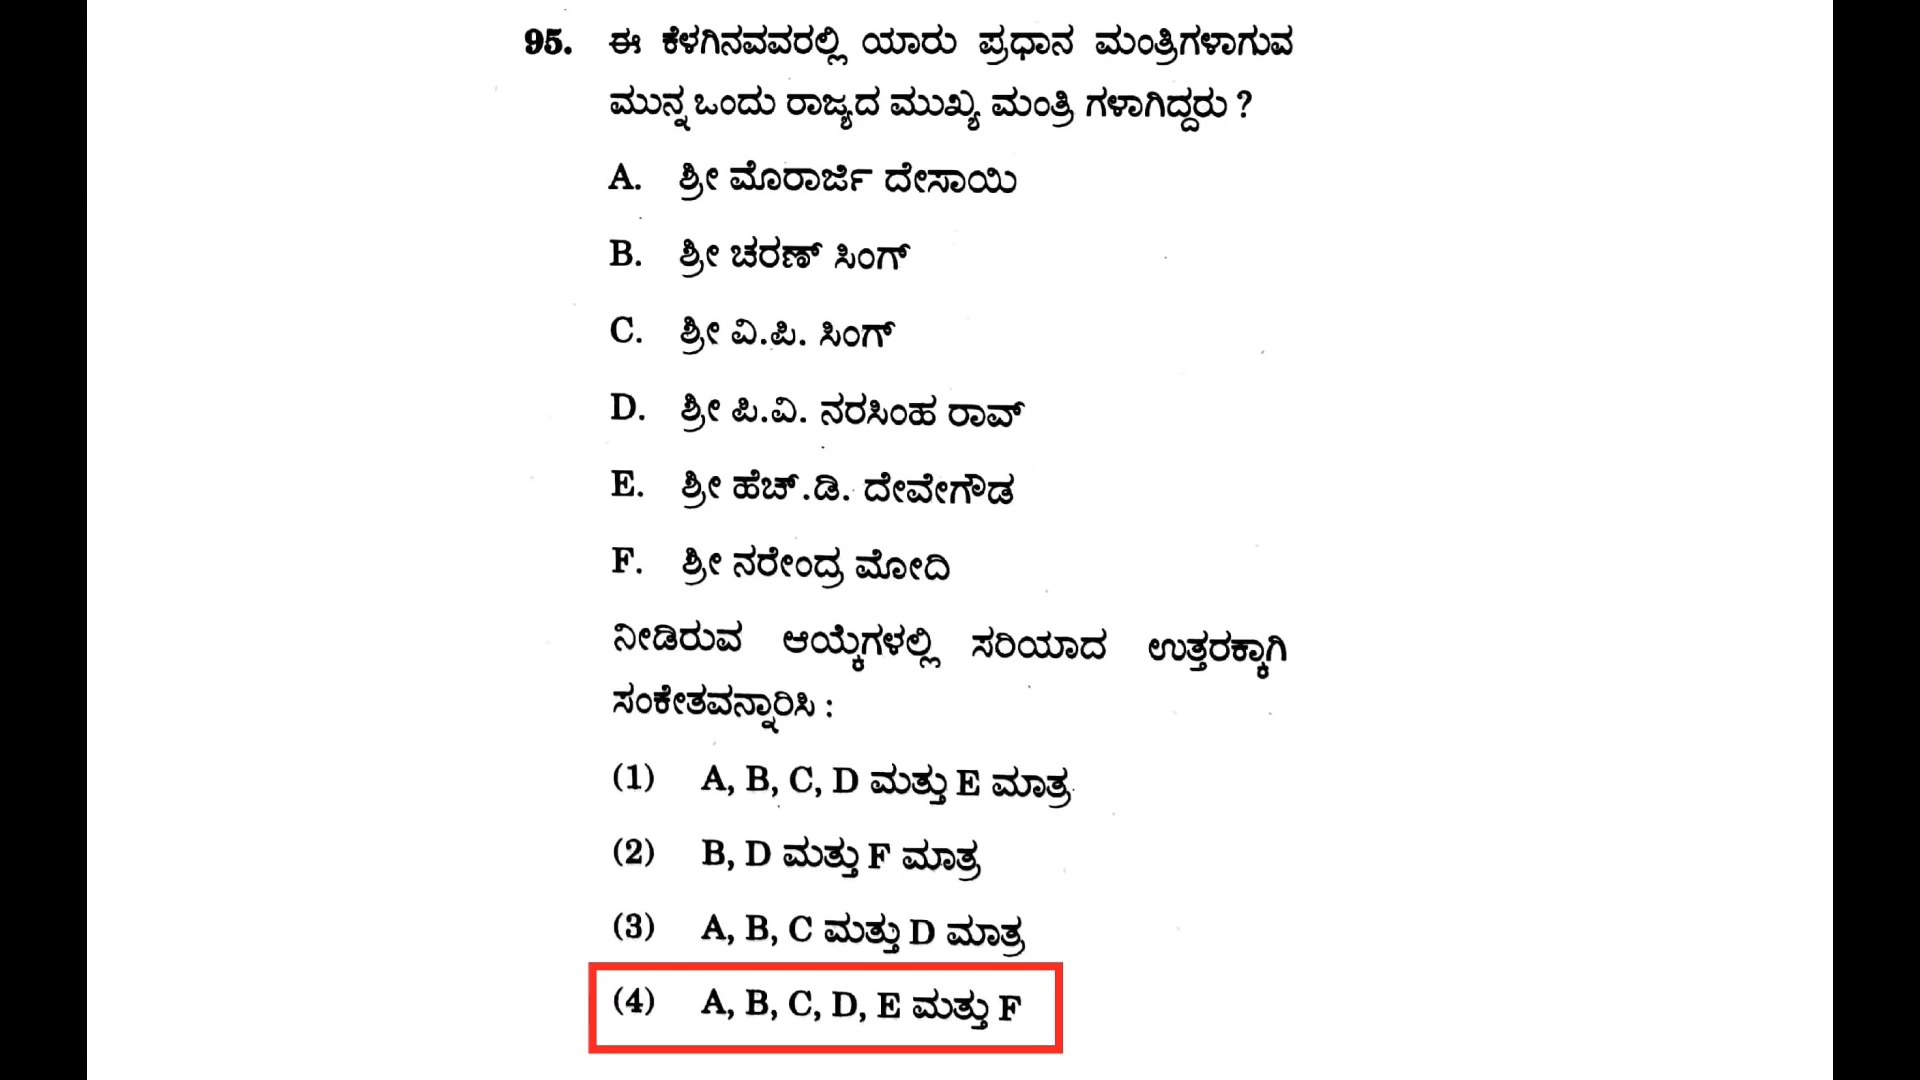 95. ಈ ಕೆಳಗಿನವವರಲ್ಲಿ ಯಾರು ಪ್ರಧಾನ ಮಂತ್ರಿಗಳಾಗುವ
ಮುನ್ನ ಒಂದು ರಾಜ್ಯದ ಮುಖ್ಯ ಮಂತ್ರಿ ಗಳಾಗಿದ್ದರು ?
A. ಶ್ರೀ ಮೊರಾರ್ಜಿ ದೇಸಾಯಿ
B. ಶ್ರೀ ಚರಣ್ ಸಿಂಗ್
C. ಶ್ರೀ ವಿ.ಪಿ. ಸಿಂಗ್
D. ಶ್ರೀ ಪಿ.ವಿ. ನರಸಿಂಹ ರಾವ್
E. ಶ್ರೀ ಹೆಚ್.ಡಿ. ದೇವೇಗೌಡ
F. ಶ್ರೀ ನರೇಂದ್ರ ಮೋದಿ
ನೀಡಿರುವ ಆಯ್ಕೆಗಳಲ್ಲಿ ಸರಿಯಾದ ಉತ್ತರಕ್ಕಾಗಿ
ಸಂಕೇತವನ್ನಾರಿಸಿ :
(1) A, B, C, D ಮತ್ತು E ಮಾತ್ರ
(2) B, D ಮತ್ತು F ಮಾತ್ರ
(3) A, B, C ಮತ್ತು D ಮಾತ್ರ
(4) A, B, C, D, E ಮತ್ತು F